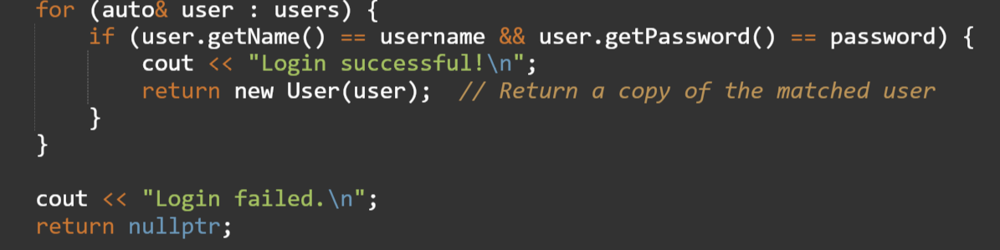 for (auto& user : users) {
    if (user.getName() == username && user.getPassword() == password) {
        cout << "Login successful!\n";
        return new User(user);  // Return a copy of the matched user
    }
}

cout << "Login failed.\n";
return nullptr;